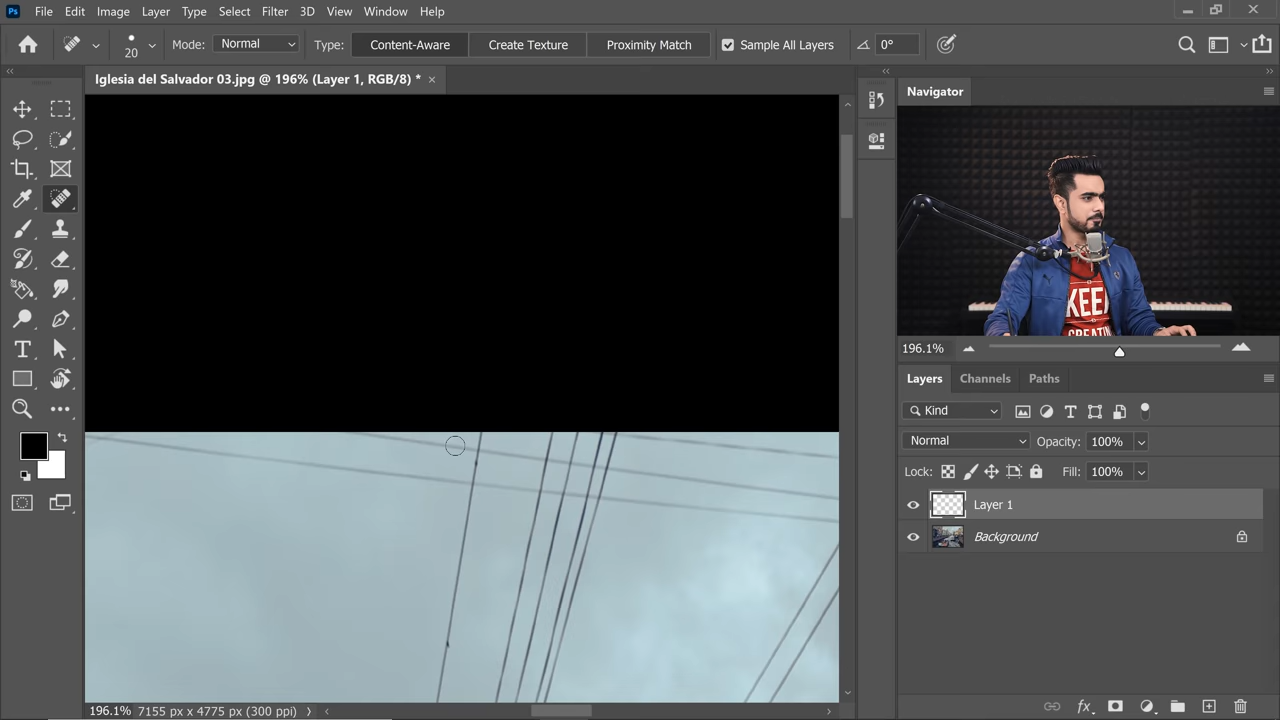 Ps File Edit Image Layer Type Select Filter 3D View Window Help
20 Mode: Normal Type: Content-Aware Create Texture Proximity Match Sample All Layers 0°
Iglesia del Salvador 03.jpg @ 196% (Layer 1, RGB/8) *
Navigator
KEEP
CREATING
196.1%
Layers Channels Paths
Kind
Normal Opacity: 100%
Lock: Fill: 100%
Layer 1
Background
fx
196.1% 7155 px x 4775 px (300 ppi)